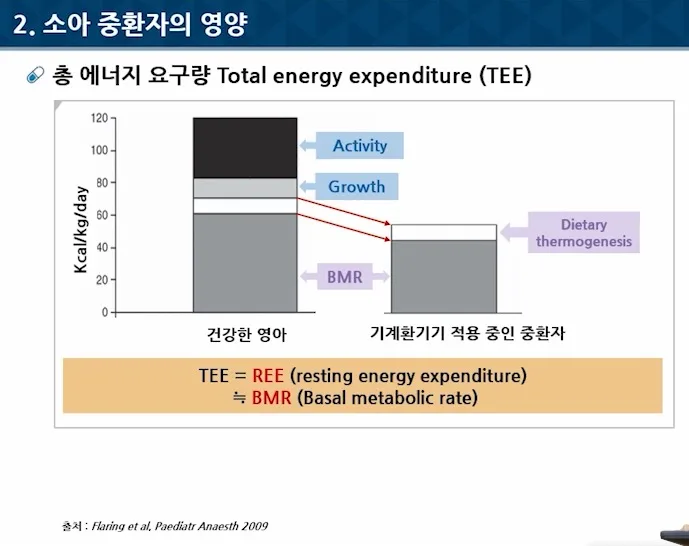 2. 소아 중환자의 영양
총 에너지 요구량 Total energy expenditure (TEE)
120
100
80
60
40
20
0
Kcal/kg/day
Activity
Growth
Dietary
thermogenesis
BMR
건강한 영아
기계환기기 적용 중인 중환자
TEE = REE (resting energy expenditure)
≒ BMR (Basal metabolic rate)
출처 : Flaring et al, Paediatr Anaesth 2009